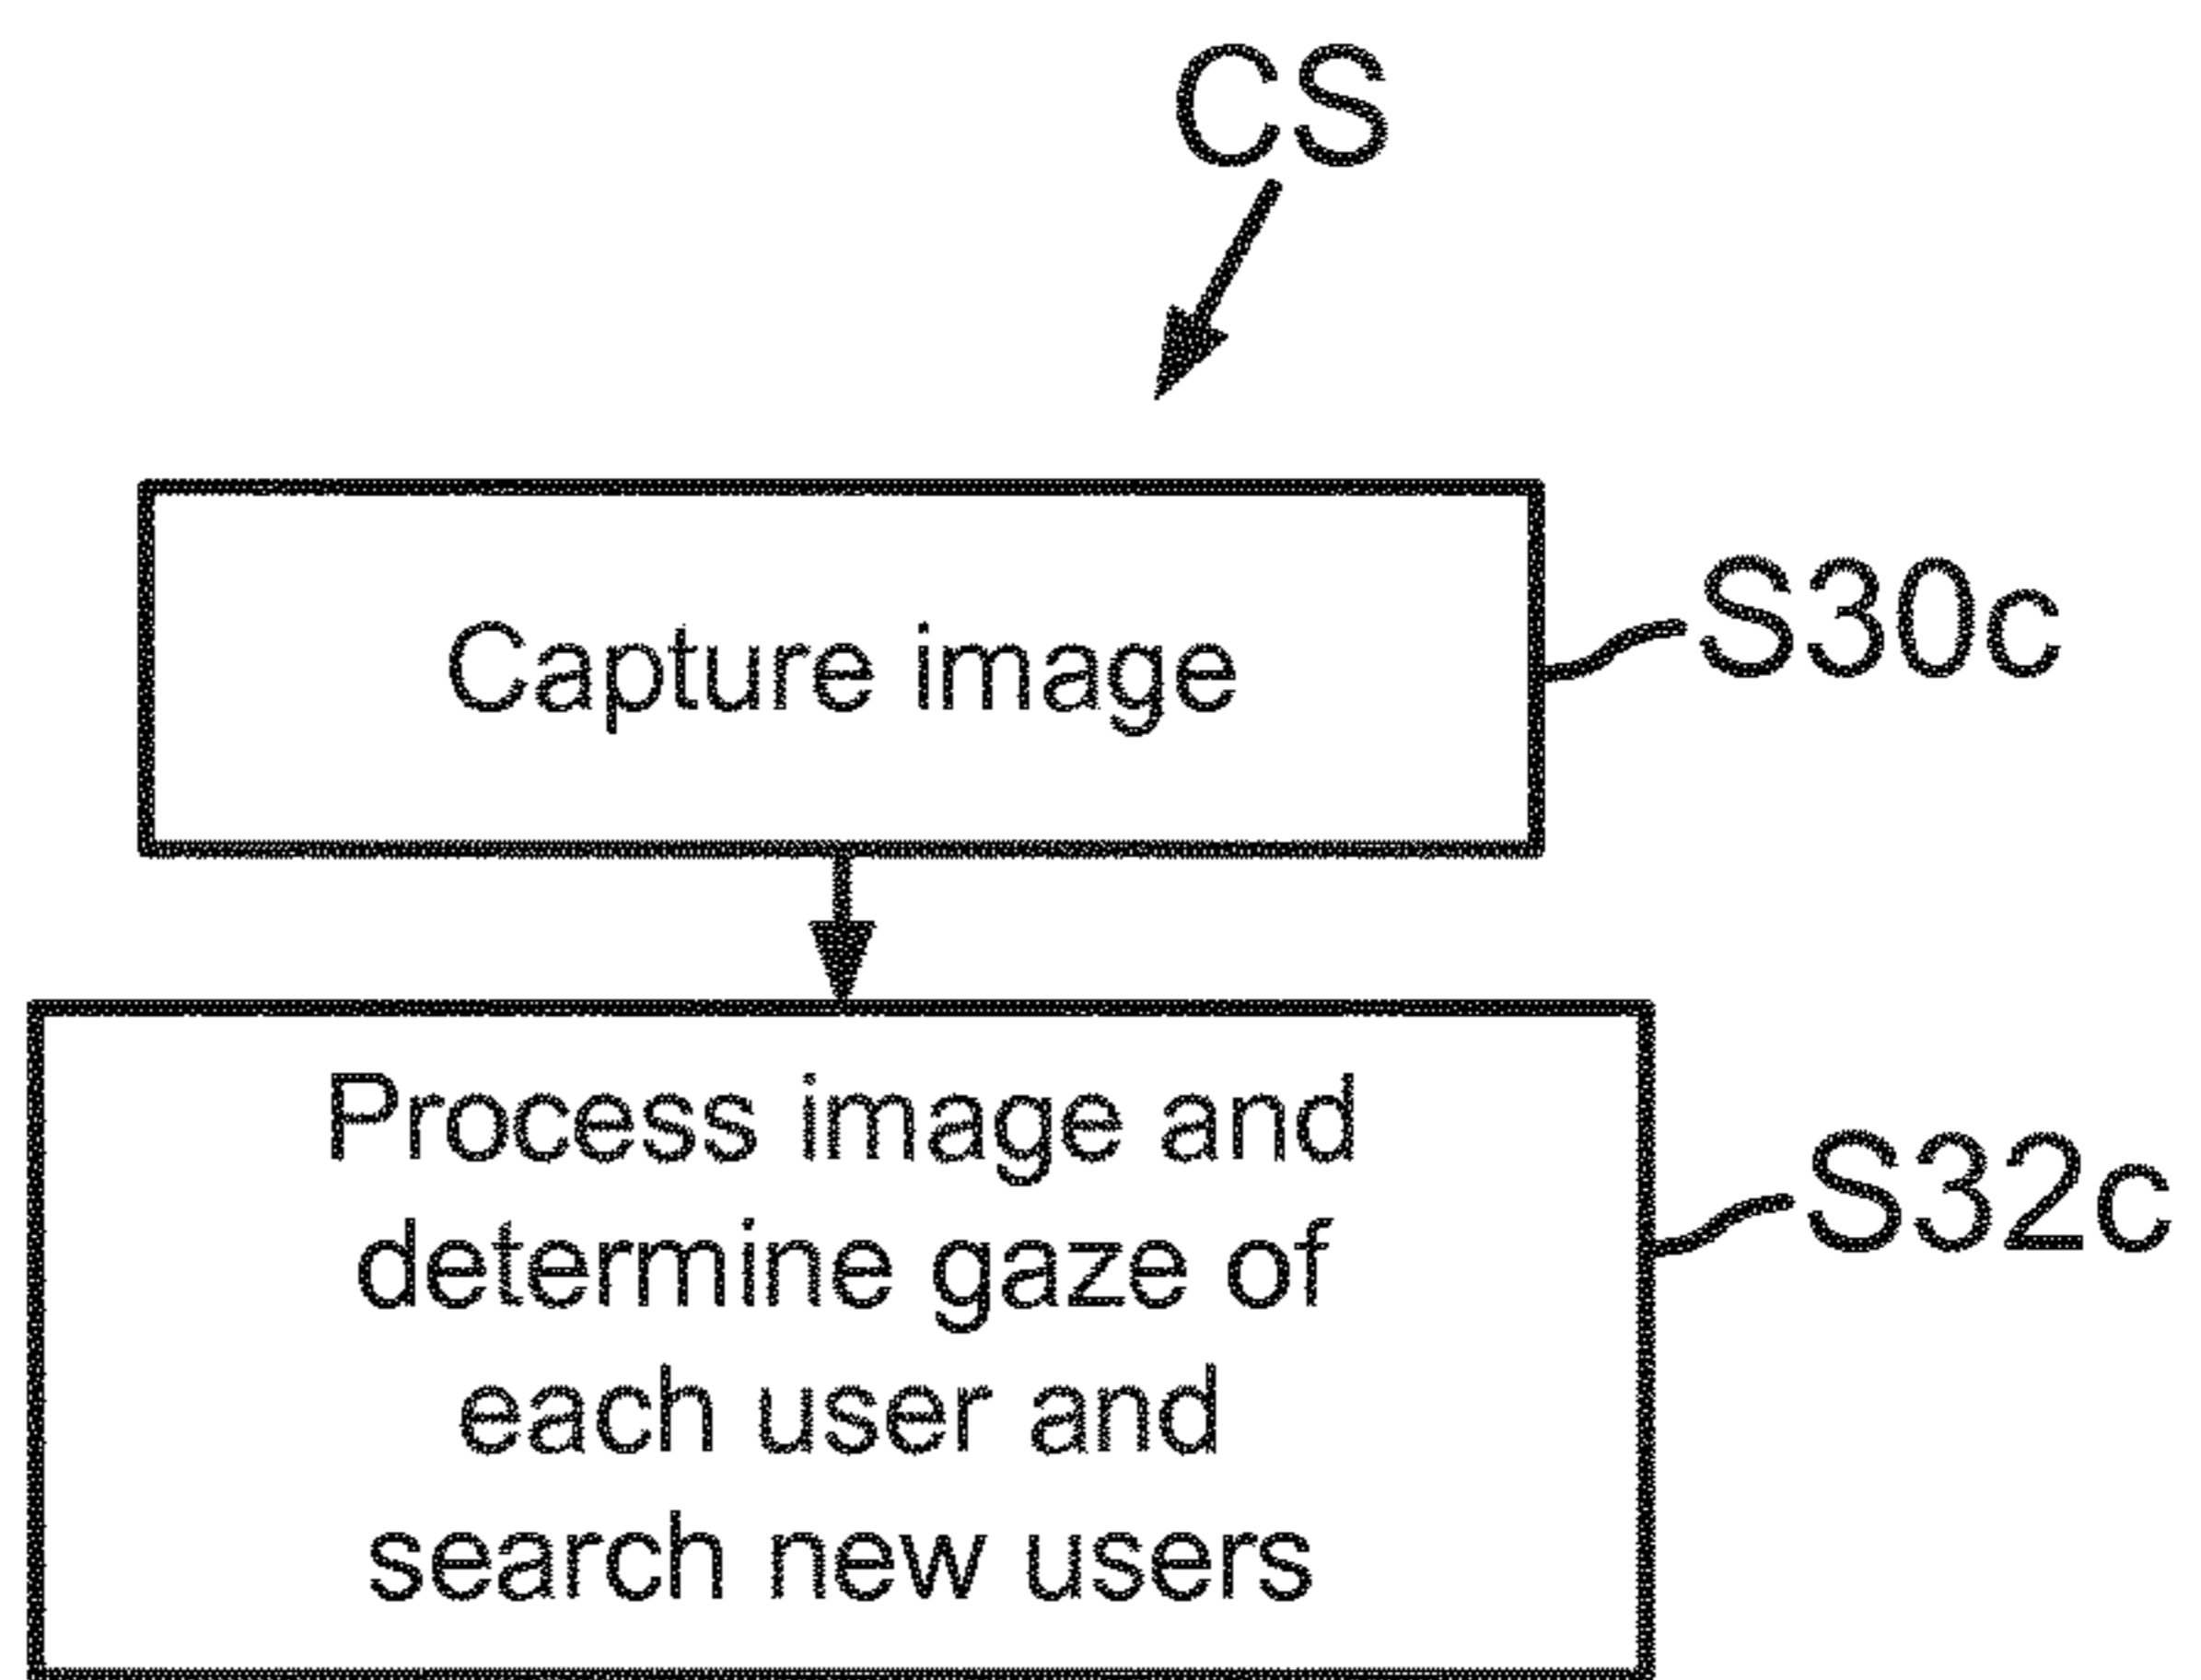 CS
Capture image
S30c
Process image and
determine gaze of
each user and
search new users
S32c